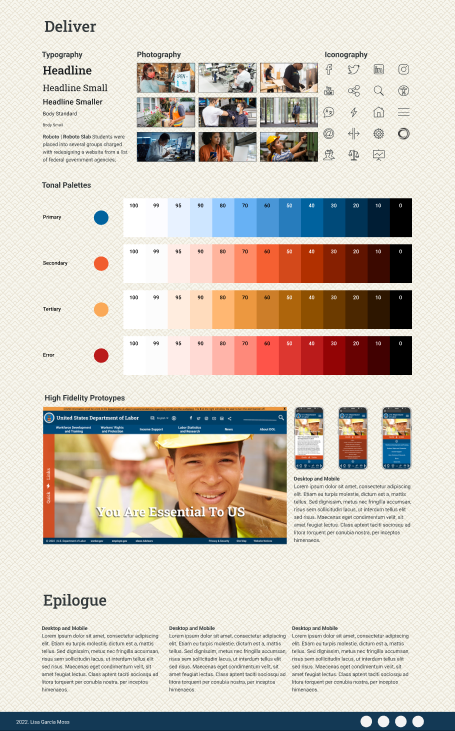 Deliver
Typography
Photography
Iconography
Headline
Headline Small
Headline Smaller
Body Standard
Body Small
Roboto | Roboto Slab Students were
placed into several groups charged
with redesigning a website from a list
of federal government agencies.
Tonal Palettes
Primary
100 99 95 90 80 70 60 50 40 30 20 10 0
Secondary
100 99 95 90 80 70 60 50 40 30 20 10 0
Tertiary
100 99 95 90 80 70 60 50 40 30 20 10 0
Error
100 99 95 90 80 70 60 50 40 30 20 10 0
High Fidelity Protoypes
United States Department of Labor
Workforce Development
and Training
Workers' Rights
and Protection
Income Support
Labor Statistics
and Research
News
About DOL
Quick Links
You Are Essential To US
Desktop and Mobile
Lorem ipsum dolor sit amet, consectetur adipiscing
elit. Etiam eu turpis molestie, dictum est a, mattis
tellus. Sed dignissim, metus nec fringilla accumsan,
risus sem sollicitudin lacus, ut interdum tellus elit
sed risus. Maecenas eget condimentum velit, sit
amet feugiat lectus. Class aptent taciti sociosqu ad
litora torquent per conubia nostra, per inceptos
himenaeos.
Epilogue
Desktop and Mobile
Lorem ipsum dolor sit amet, consectetur adipiscing
elit. Etiam eu turpis molestie, dictum est a, mattis
tellus. Sed dignissim, metus nec fringilla accumsan,
risus sem sollicitudin lacus, ut interdum tellus elit
sed risus. Maecenas eget condimentum velit, sit
amet feugiat lectus. Class aptent taciti sociosqu ad
litora torquent per conubia nostra, per inceptos
himenaeos.
Desktop and Mobile
Lorem ipsum dolor sit amet, consectetur adipiscing
elit. Etiam eu turpis molestie, dictum est a, mattis
tellus. Sed dignissim, metus nec fringilla accumsan,
risus sem sollicitudin lacus, ut interdum tellus elit
sed risus. Maecenas eget condimentum velit, sit
amet feugiat lectus. Class aptent taciti sociosqu ad
litora torquent per conubia nostra, per inceptos
himenaeos.
Desktop and Mobile
Lorem ipsum dolor sit amet, consectetur adipiscing
elit. Etiam eu turpis molestie, dictum est a, mattis
tellus. Sed dignissim, metus nec fringilla accumsan,
risus sem sollicitudin lacus, ut interdum tellus elit
sed risus. Maecenas eget condimentum velit, sit
amet feugiat lectus. Class aptent taciti sociosqu ad
litora torquent per conubia nostra, per inceptos
himenaeos.
2022. Lisa Garcia Moss